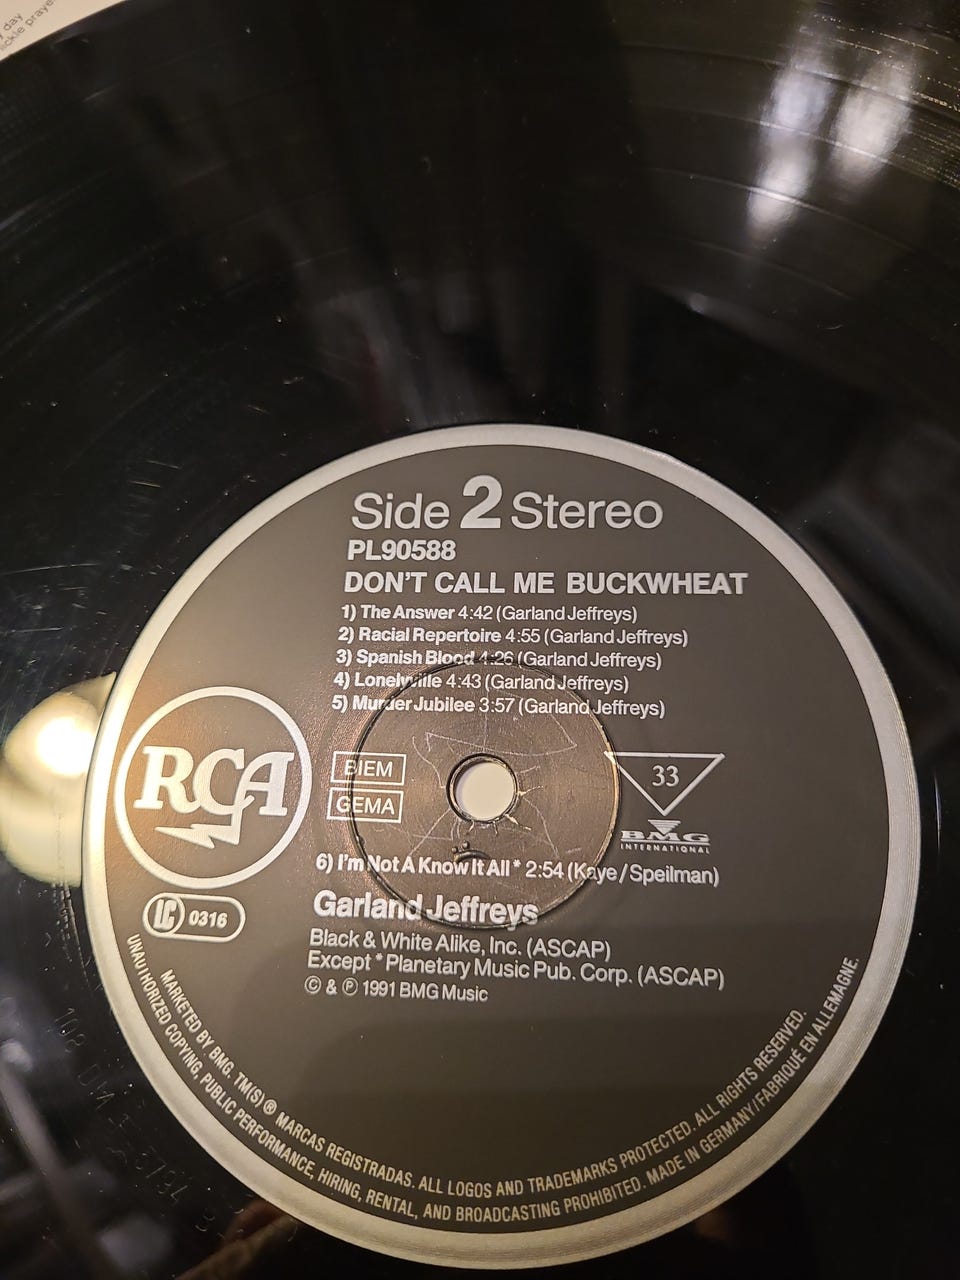 day
Side 2 Stereo
PL90588
DON'T CALL ME BUCKWHEAT
1) The Answer 4:42 (Garland Jeffreys)
2) Racial Repertoire 4:55 (Garland Jeffreys)
3) Spanish Blood 4:26 (Garland Jeffreys)
4) Lonelyville 4:43 (Garland Jeffreys)
5) Murder Jubilee 3:57 (Garland Jeffreys)
RCA
BIEM
GEMA
33
BMG
INTERNATIONAL
6) I'm Not A Know It All* 2:54 (Kaye/Speilman)
Garland Jeffreys
LC 0316
Black & White Alike, Inc. (ASCAP)
Except * Planetary Music Pub. Corp. (ASCAP)
© & ℗ 1991 BMG Music
MARKETED BY BMG. TM(S) ® MARCAS REGISTRADAS. ALL LOGOS AND TRADEMARKS PROTECTED. ALL RIGHTS RESERVED.
UNAUTHORIZED COPYING, PUBLIC PERFORMANCE, HIRING, RENTAL, AND BROADCASTING PROHIBITED. MADE IN GERMANY/FABRIQUÉ EN ALLEMAGNE.